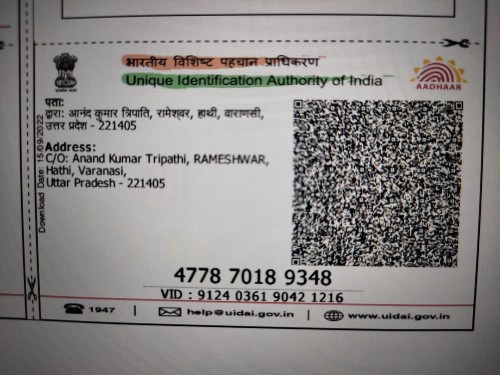 भारतीय विशिष्ट पहचान प्राधिकरण
Unique Identification Authority of India
AADHAAR
पता:
द्वारा: आनंद कुमार त्रिपाति, रामेश्वर, हाथी, वाराणसी,
उत्तर प्रदेश - 221405
Address:
C/O: Anand Kumar Tripathi, RAMESHWAR,
Hathi, Varanasi,
Uttar Pradesh - 221405
Download Date: 15/09/2022
4778 7018 9348
VID : 9124 0361 9042 1216
1947 | help@uidai.gov.in | www.uidai.gov.in